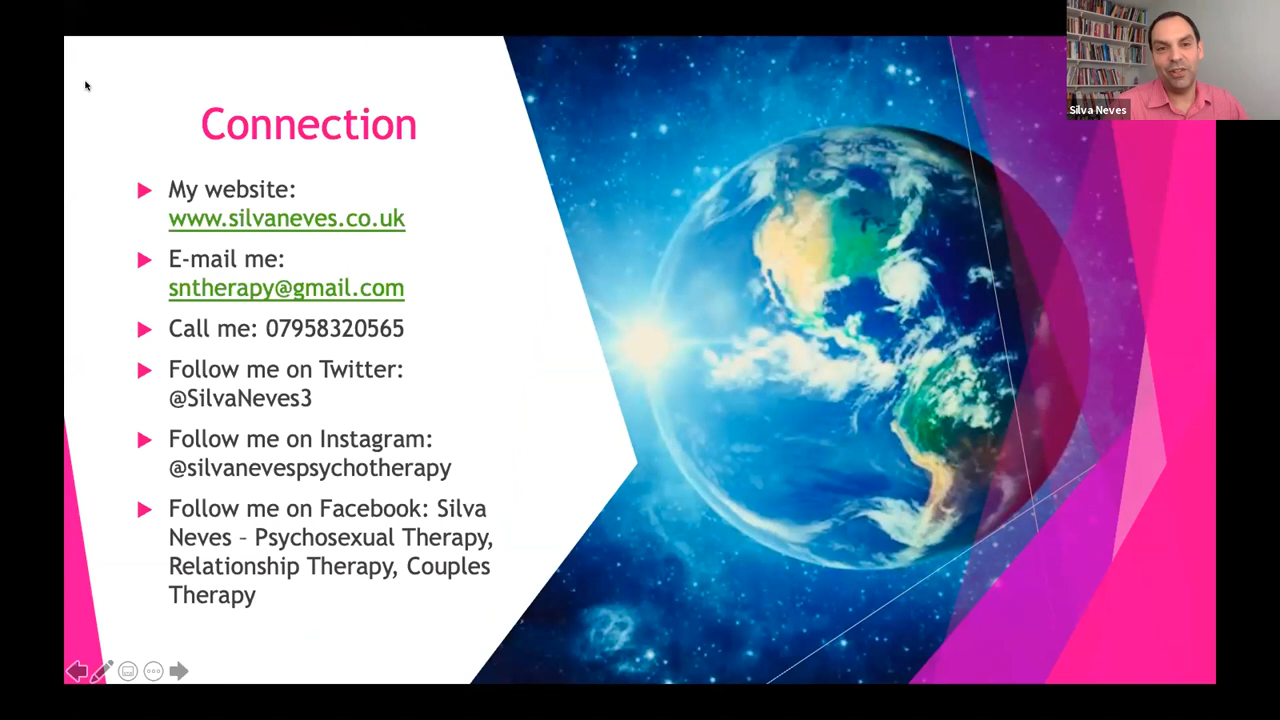 Connection
My website:
www.silvaneves.co.uk
E-mail me:
sntherapy@gmail.com
Call me: 07958320565
Follow me on Twitter:
@SilvaNeves3
Follow me on Instagram:
@silvanevespsychotherapy
Follow me on Facebook: Silva
Neves – Psychosexual Therapy,
Relationship Therapy, Couples
Therapy
Silva Neves